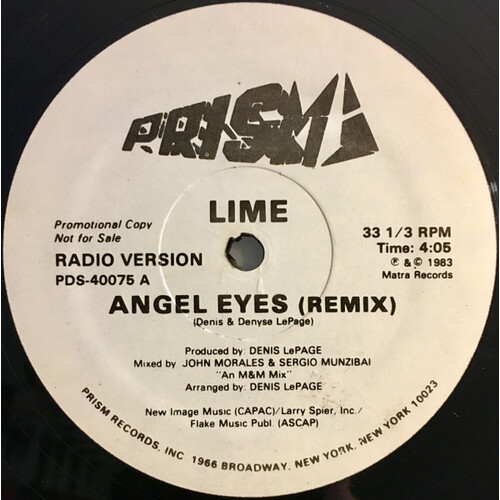 PRISM
LIME
Promotional Copy
Not for Sale
RADIO VERSION
PDS-40075 A
33 1/3 RPM
Time: 4:05
℗ & © 1983
Matra Records
ANGEL EYES (REMIX)
(Denis & Denyse LePage)
Produced by: DENIS LePAGE
Mixed by: JOHN MORALES & SERGIO MUNZIBAI
"An M&M Mix"
Arranged by: DENIS LePAGE
New Image Music (CAPAC)/Larry Spier, Inc./
Flake Music Publ. (ASCAP)
PRISM RECORDS, INC 1966 BROADWAY, NEW YORK, NEW YORK 10023